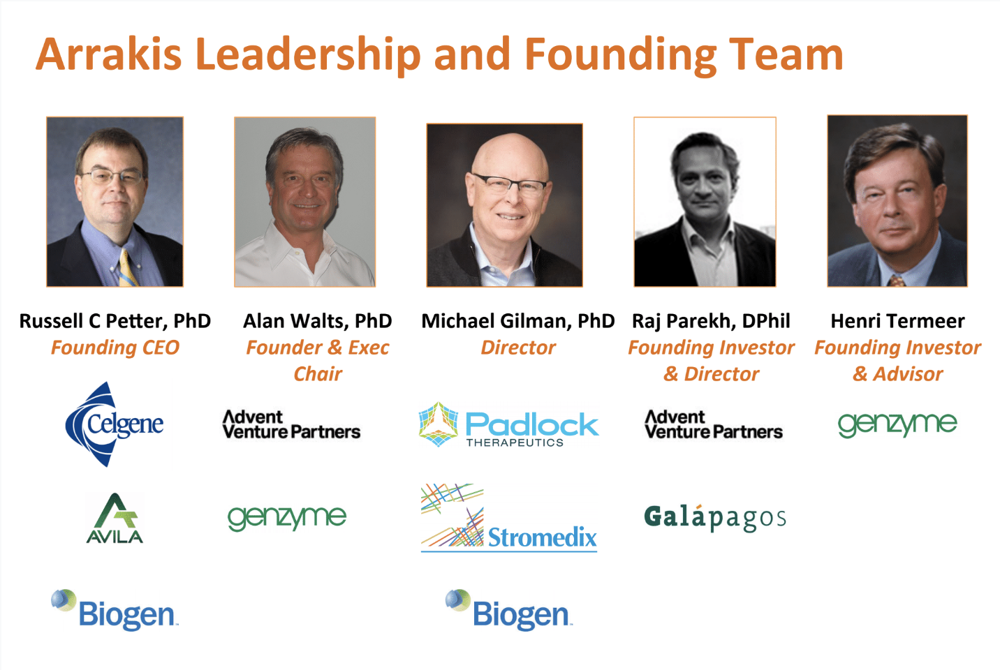 Arrakis Leadership and Founding Team
Russell C Petter, PhD
Founding CEO
Celgene
AVILA
Biogen
Alan Walts, PhD
Founder & Exec
Chair
Advent
Venture Partners
genzyme
Michael Gilman, PhD
Director
Padlock
THERAPEUTICS
Stromedix
Biogen
Raj Parekh, DPhil
Founding Investor
& Director
Advent
Venture Partners
Galápagos
Henri Termeer
Founding Investor
& Advisor
genzyme